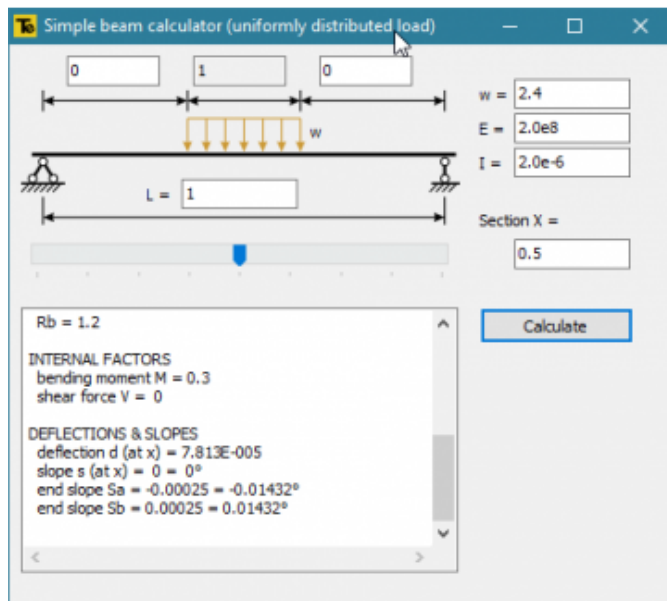 Simple beam calculator (uniformly distributed load)
0 1 0
w = 2.4
w
E = 2.0e8
I = 2.0e-6
L = 1
Section X =
0.5
Calculate
Rb = 1.2
INTERNAL FACTORS
bending moment M = 0.3
shear force V = 0
DEFLECTIONS & SLOPES
deflection d (at x) = 7.813E-005
slope s (at x) = 0 = 0°
end slope Sa = -0.00025 = -0.01432°
end slope Sb = 0.00025 = 0.01432°